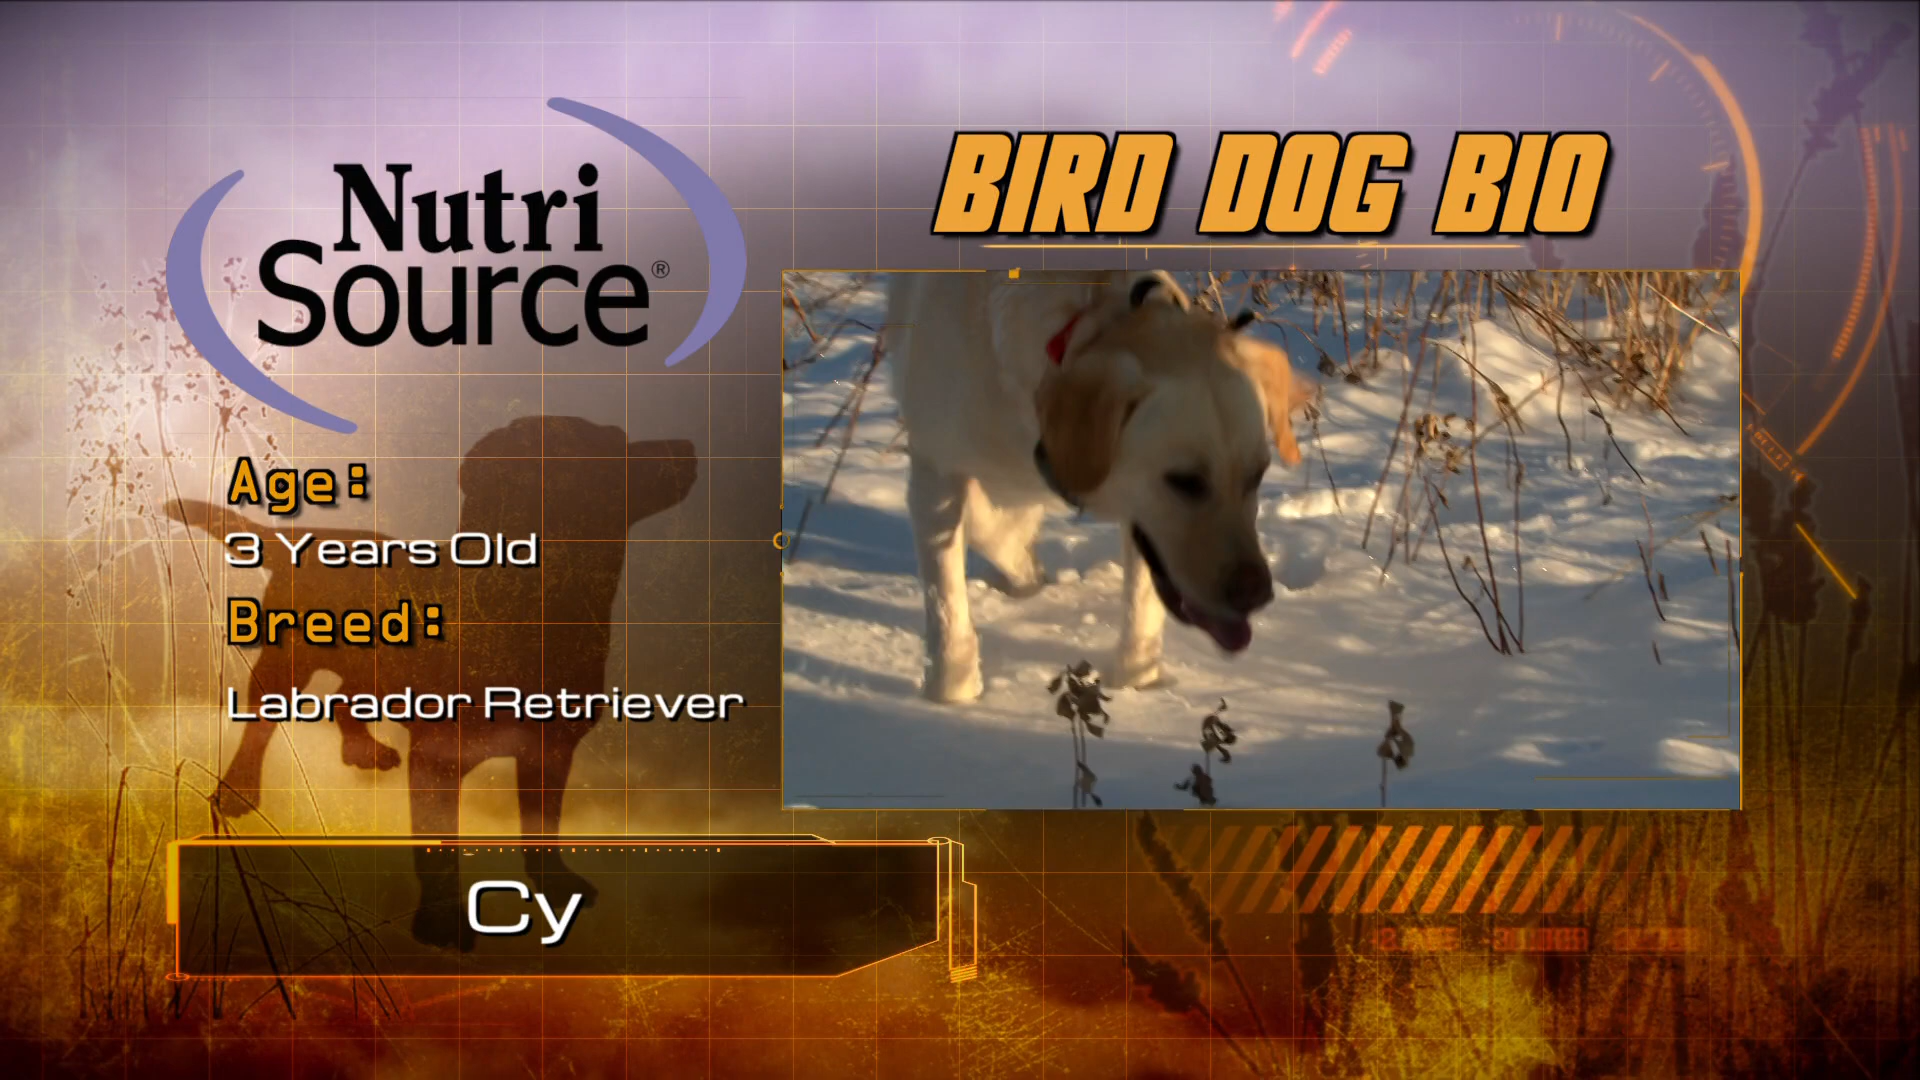 Nutri
Source®
BIRD DOG BIO
Age:
3 Years Old
Breed:
Labrador Retriever
Cy